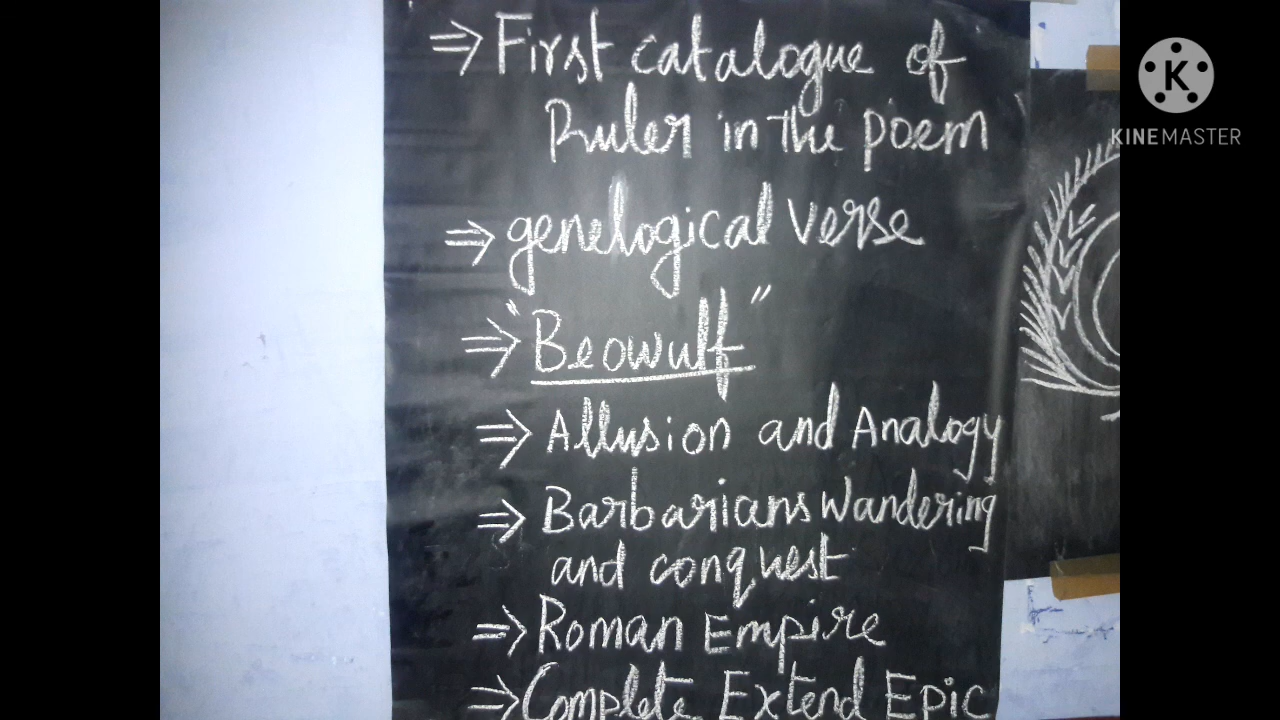 ⇒ First catalogue of
Ruler in the poem
⇒ genelogical verse
⇒ "Beowulf"
⇒ Allusion and Analogy
⇒ Barbarians Wandering
and conquest
⇒ Roman Empire
⇒ Complete Extend Epic
K
KINEMASTER